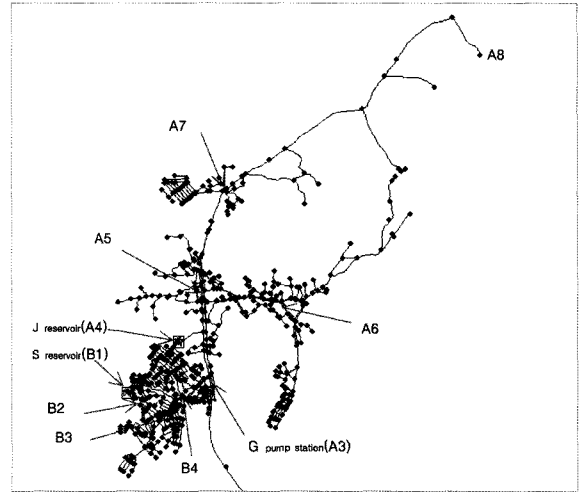 A8
A7
A5
J reservoir(A4)
A6
S reservoir(B1)
B2
B3
G pump station(A3)
B4